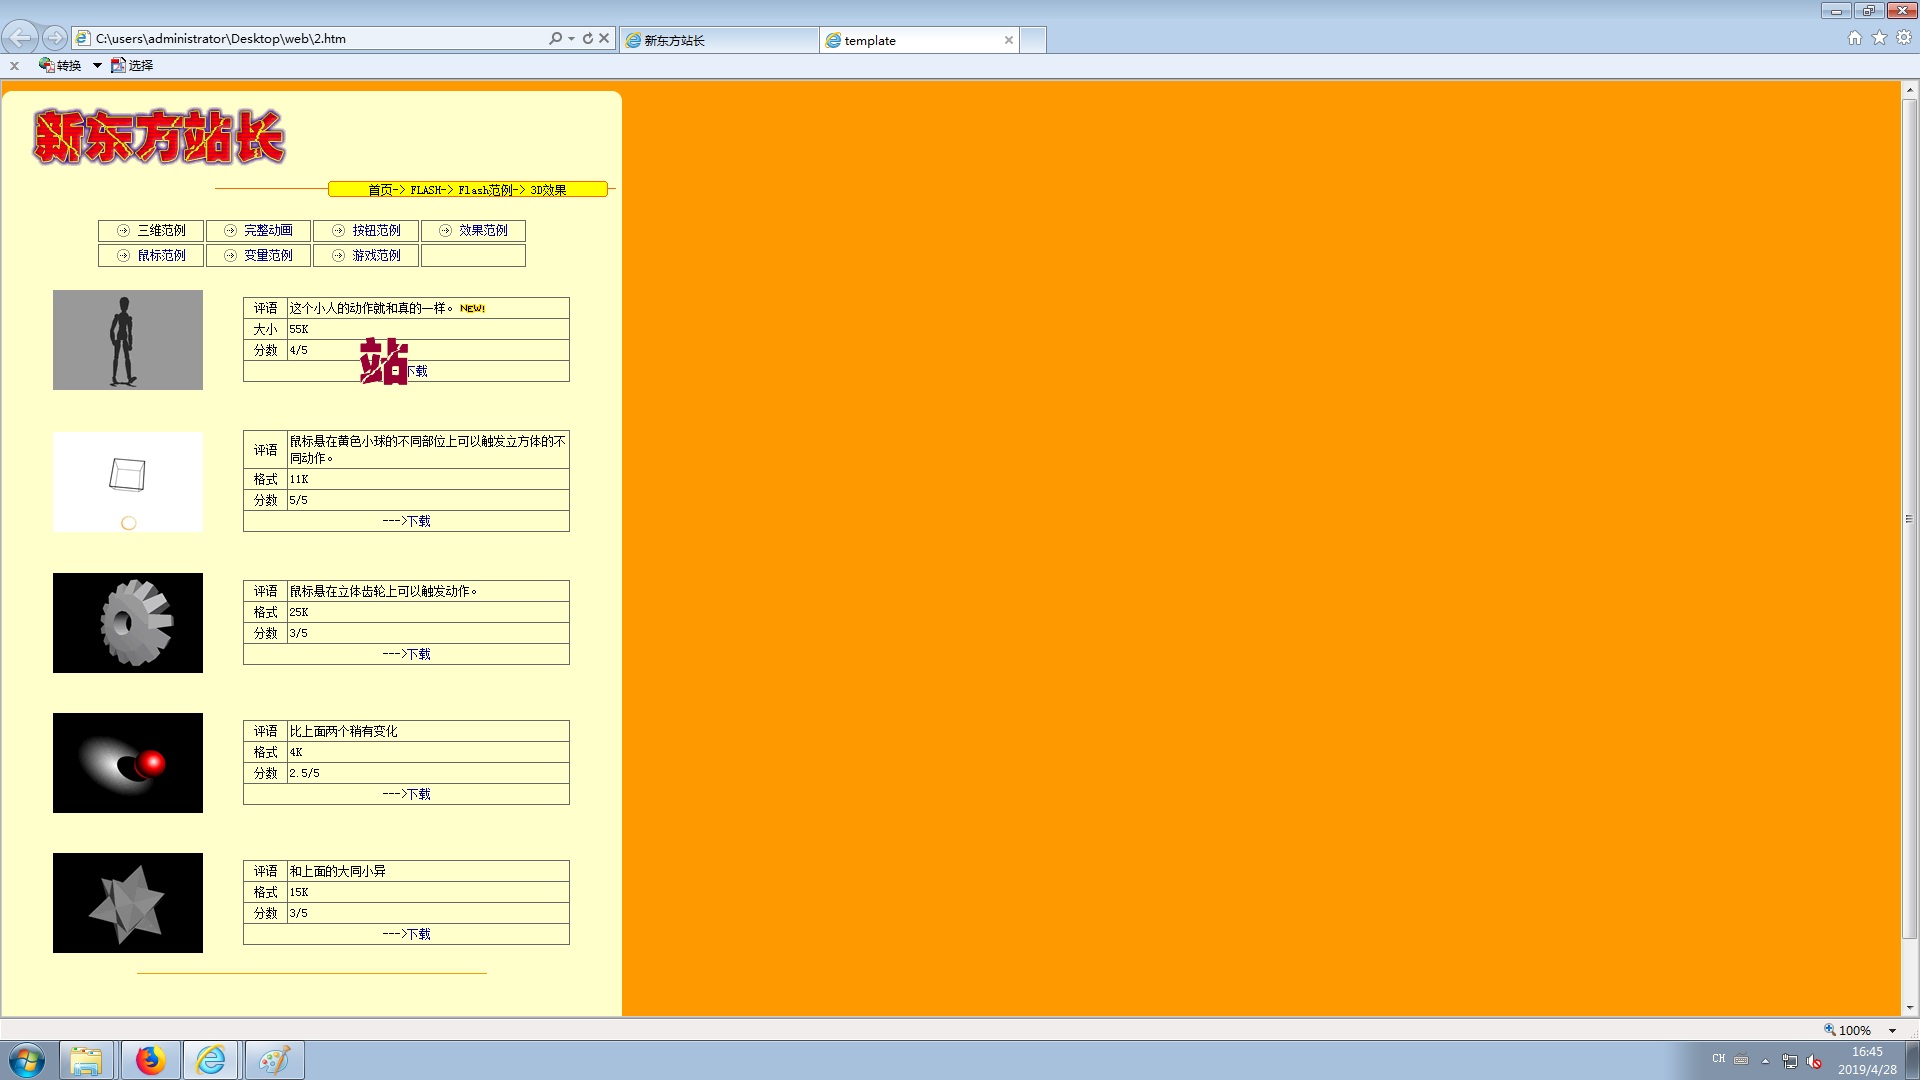 C:\users\administrator\Desktop\web\2.htm
新东方站长
template
转换
选择
新东方站长
首页-> FLASH-> Flash范例-> 3D效果
三维范例 完整动画 按钮范例 效果范例
鼠标范例 变量范例 游戏范例
评语 这个小人的动作就和真的一样。 NEW!
大小 55K
分数 4/5
站
下载
评语 鼠标悬在黄色小球的不同部位上可以触发立方体的不
同动作。
格式 11K
分数 5/5
--->下载
评语 鼠标悬在立体齿轮上可以触发动作。
格式 25K
分数 3/5
--->下载
评语 比上面两个稍有变化
格式 4K
分数 2.5/5
--->下载
评语 和上面的大同小异
格式 15K
分数 3/5
--->下载
100%
CH
16:45
2019/4/28